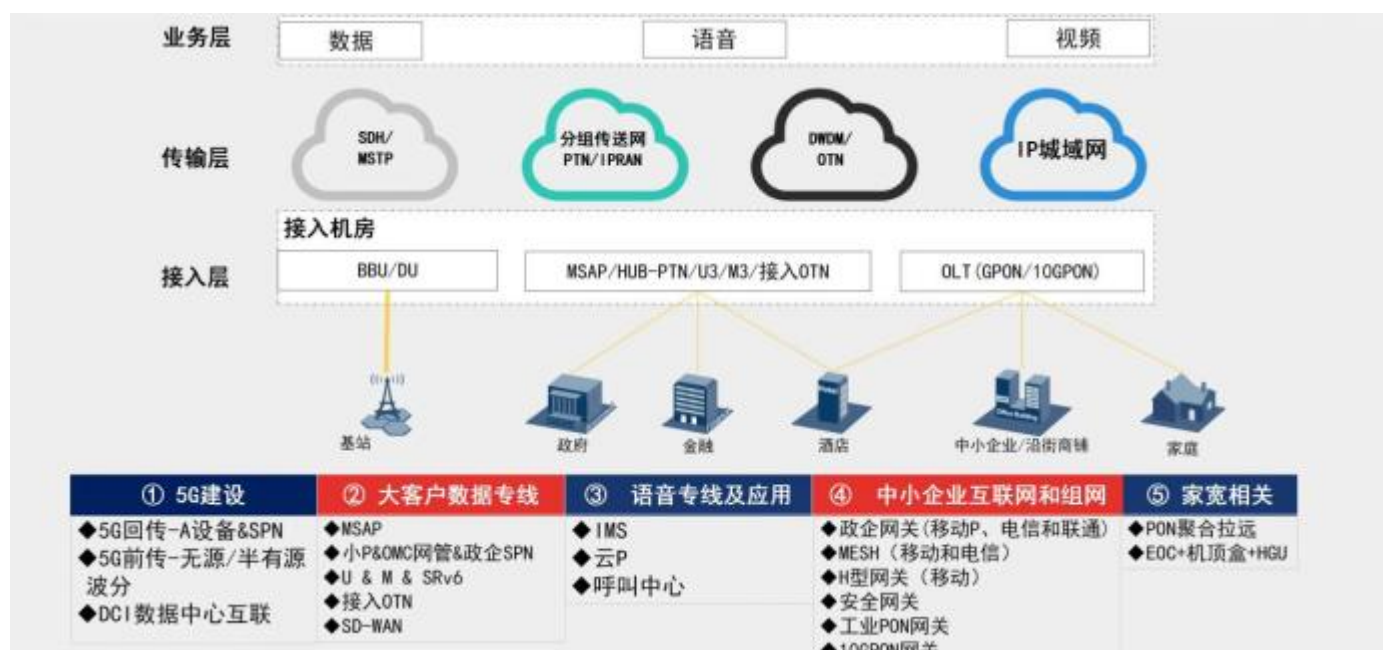 业务层
数据
语音
视频
传输层
SDH/
MSTP
分组传送网
PTN/IPRAN
DWDM/
OTN
IP城域网
接入机房
接入层
BBU/DU
MSAP/HUB-PTN/U3/M3/接入OTN
OLT(GPON/10GPON)
基站
政府
金融
酒店
中小企业/沿街商铺
家庭
① 5G建设
◆5G回传-A设备&SPN
◆5G前传-无源/半有源
波分
◆DCI数据中心互联
② 大客户数据专线
◆MSAP
◆小P&OMC网管&政企SPN
◆U & M & SRv6
◆接入OTN
◆SD-WAN
③ 语音专线及应用
◆IMS
◆云P
◆呼叫中心
④ 中小企业互联网和组网
◆政企网关(移动P、电信和联通)
◆MESH（移动和电信）
◆H型网关（移动）
◆安全网关
◆工业PON网关
◆10GPON网关
⑤ 家宽相关
◆PON聚合拉远
◆EOC+机顶盒+HGU